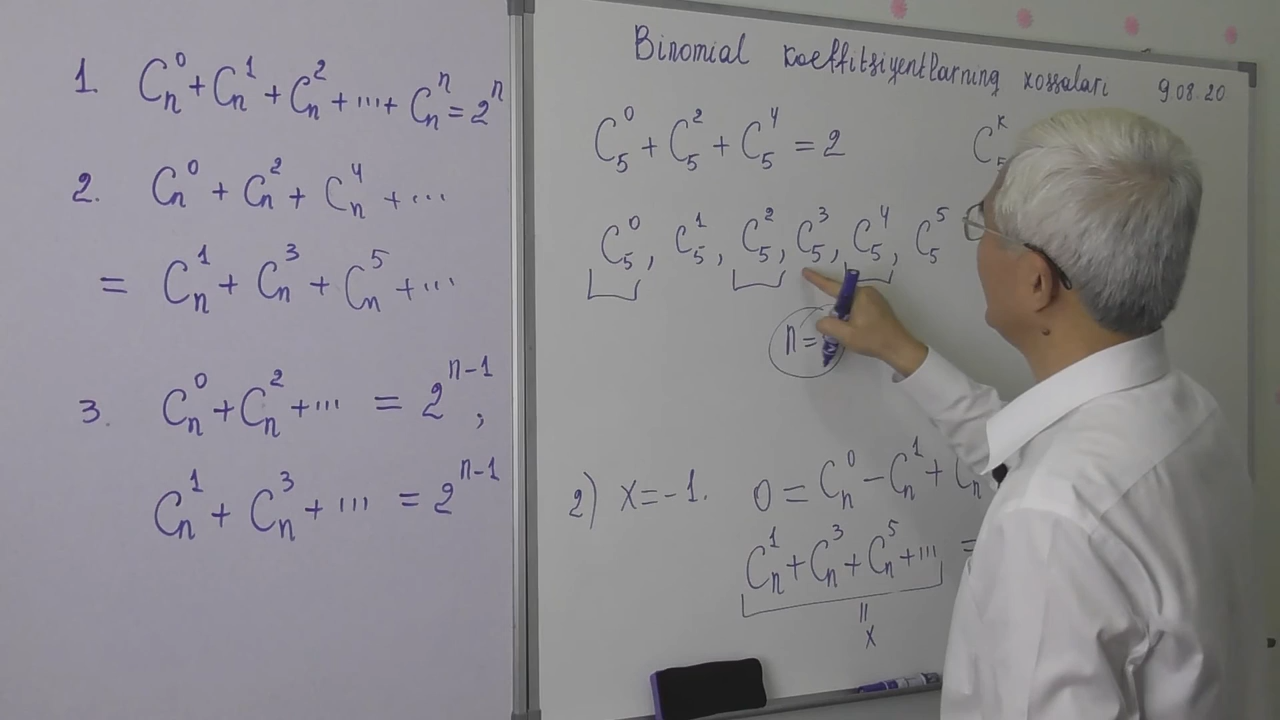 1. C_n^0 + C_n^1 + C_n^2 + ... + C_n^n = 2^n
2. C_n^0 + C_n^2 + C_n^4 + ...
= C_n^1 + C_n^3 + C_n^5 + ...
3. C_n^0 + C_n^2 + ... = 2^{n-1},
C_n^1 + C_n^3 + ... = 2^{n-1}
Binomial koeffitsiyentlarning xossalari 9.08.20
C_5^0 + C_5^2 + C_5^4 = 2
C_5^k
C_5^0, C_5^1, C_5^2, C_5^3, C_5^4, C_5^5
n =
2) x = -1. 0 = C_n^0 - C_n^1 + C_n
C_n^1 + C_n^3 + C_n^5 + ... =
=
x